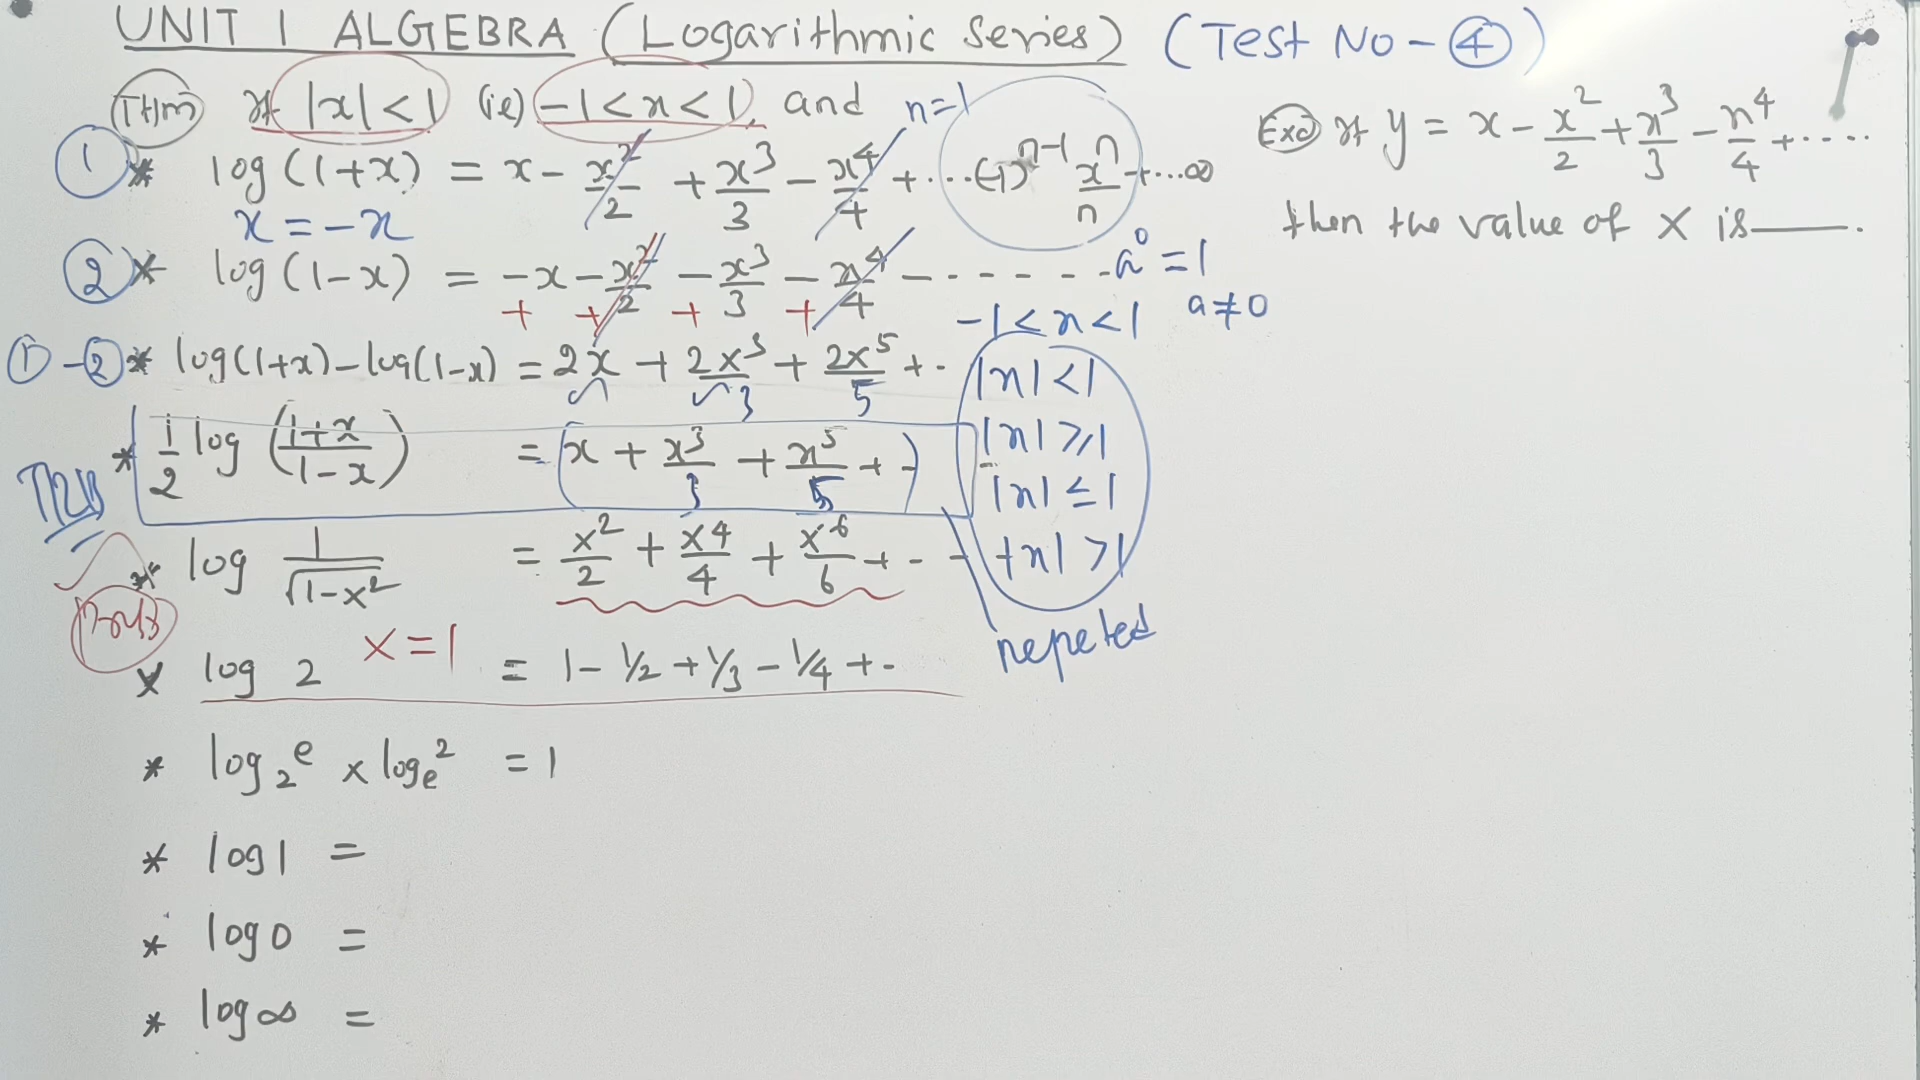 UNIT 1 ALGEBRA (Logarithmic Series) (Test No - 4)
Thm If |x| < 1 (ie) -1 < x < 1, and n=1
1 * log(1+x) = x - x²/2 + x³/3 - x⁴/4 + ... (-1)ⁿ⁻¹ xⁿ/n + ... ∞
x = -x
2 * log(1-x) = -x - x²/2 - x³/3 - x⁴/4 - - - - - - -
+ + + +
a⁰ = 1
a ≠ 0
① - ② * log(1+x) - log(1-x) = 2x + 2x³/3 + 2x⁵/5 + ..
-1 < x < 1
|x| < 1
|x| ≥ 1
|x| ≤ 1
|x| > 1
* 1/2 log (1+x/1-x) = x + x³/3 + x⁵/5 + -
TRB
* log 1/√1-x² = x²/2 + x⁴/4 + x⁶/6 + - -
repeted
* log 2 x = 1 = 1 - 1/2 + 1/3 - 1/4 + -
* log₂e × logₑ2 = 1
* log 1 =
* log 0 =
* log ∞ =
If y = x - x²/2 + x³/3 - x⁴/4 + ....
then the value of x is ____.